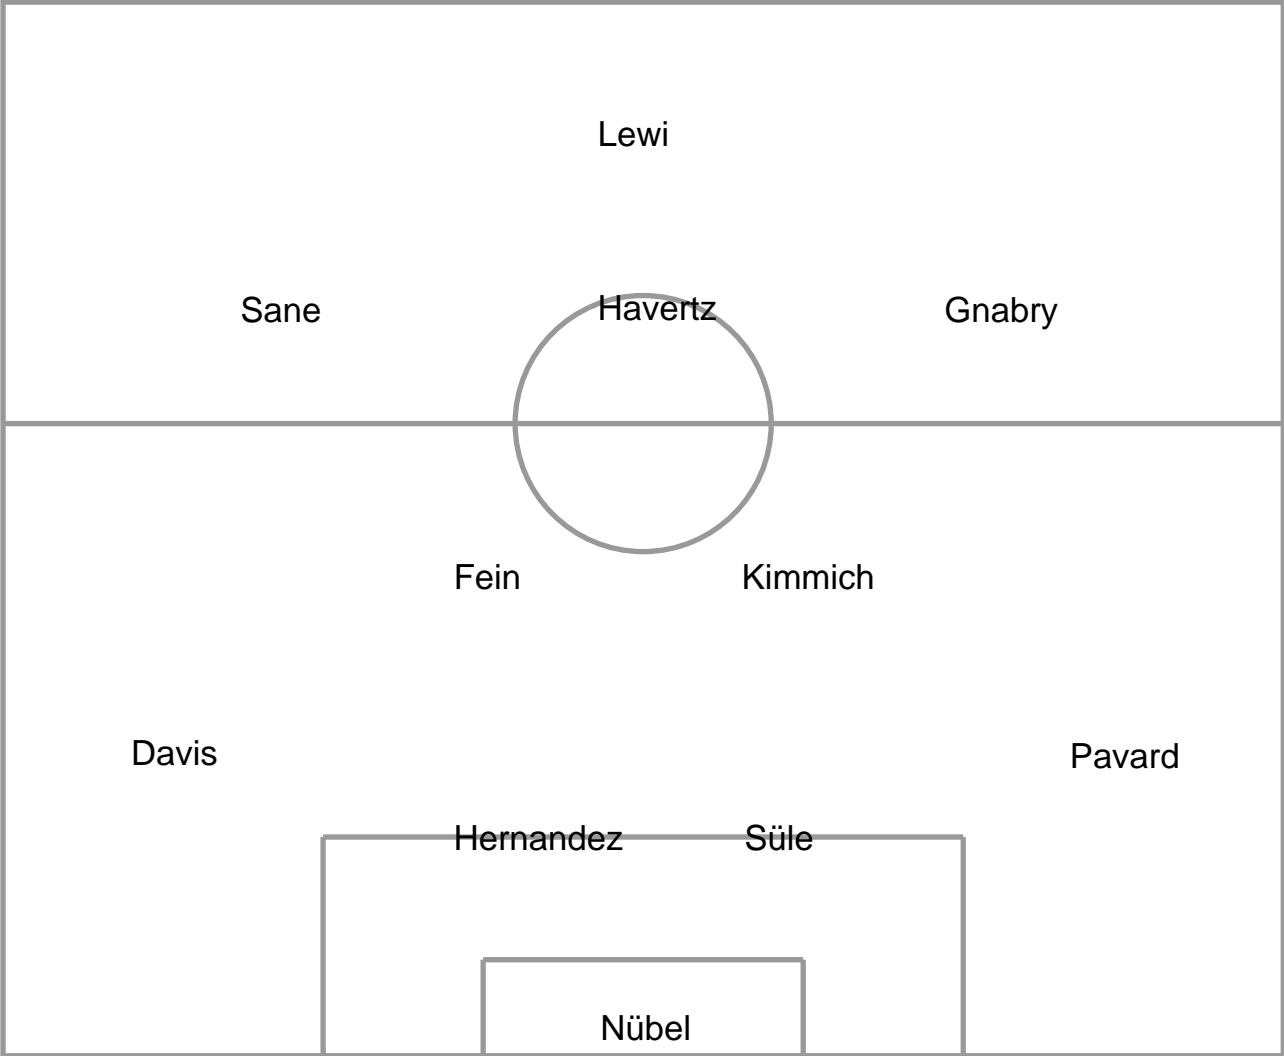 Lewi
Sane Havertz Gnabry
Fein Kimmich
Davis Pavard
Hernandez Süle
Nübel